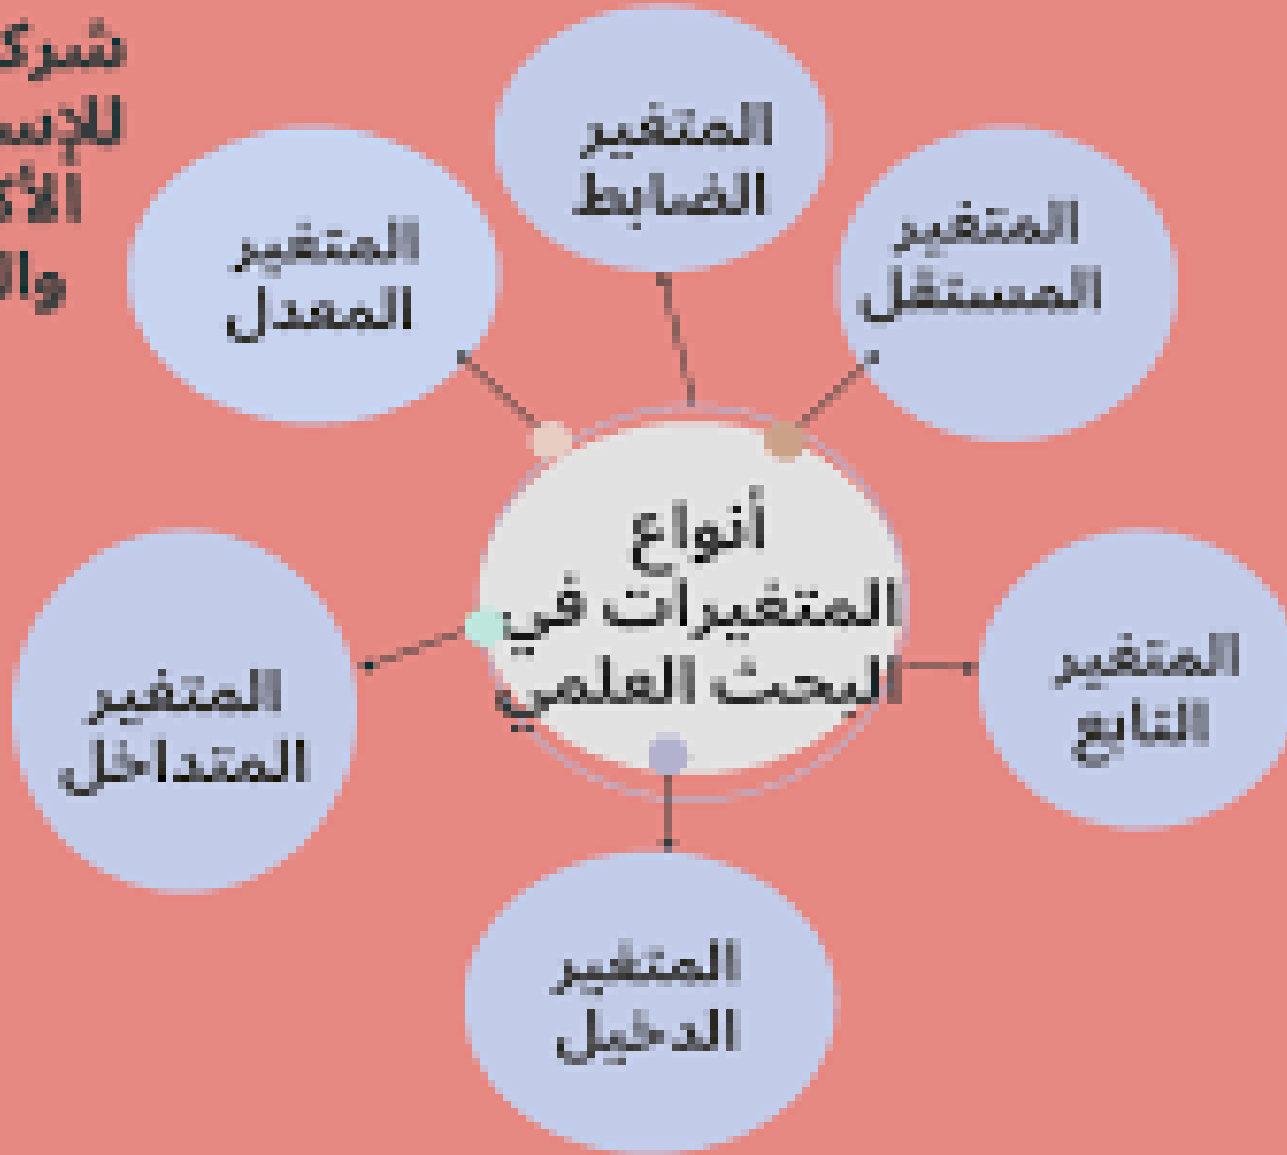 أنواع
المتغيرات في
البحث العلمي
المتغير
المستقل
المتغير
الضابط
المتغير
المعدل
المتغير
المتداخل
المتغير
الدخيل
المتغير
التابع